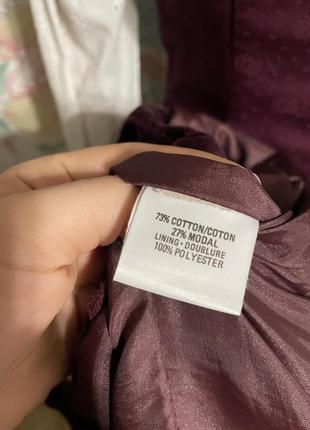 73% COTTON/COTON
27% MODAL
LINING - DOUBLURE
100% POLYESTER